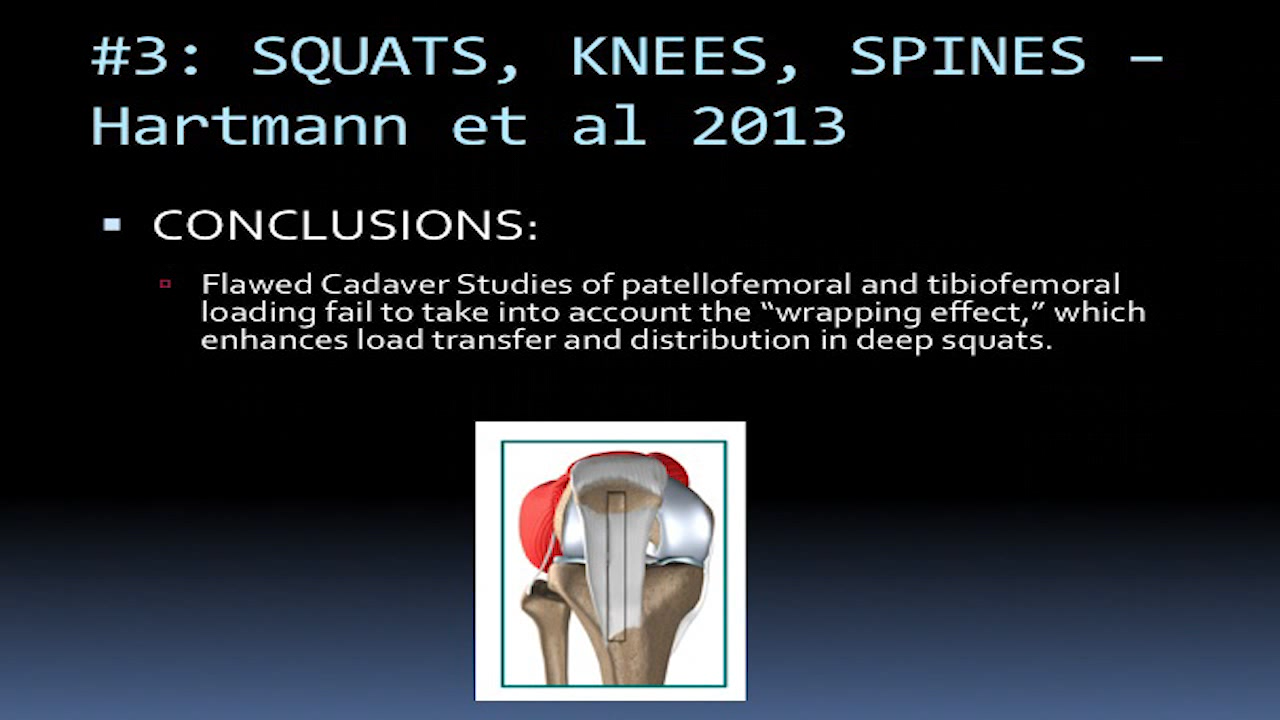 #3: SQUATS, KNEES, SPINES –
Hartmann et al 2013
CONCLUSIONS:
Flawed Cadaver Studies of patellofemoral and tibiofemoral
loading fail to take into account the “wrapping effect,” which
enhances load transfer and distribution in deep squats.